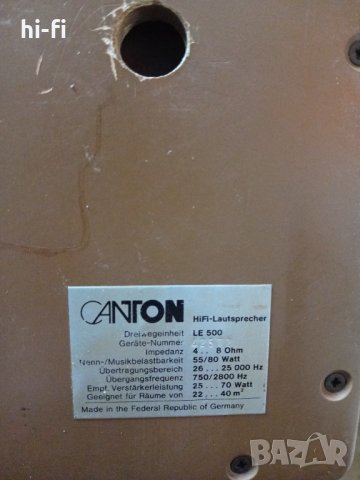 hi-fi
CANTON HiFi-Lautsprecher
Dreiwegeinheit LE 500
Geräte-Nummer
Impedanz 4 . . 8 Ohm
Nenn-/Musikbelastbarkeit 55/80 Watt
Übertragungsbereich 26 . . . 25 000 Hz
Übergangsfrequenz 750/2800 Hz
Empf. Verstärkerleistung 25 . . . 70 Watt
Geeignet für Räume von 22 . . . 40 m²
Made in the Federal Republic of Germany
BAZAR